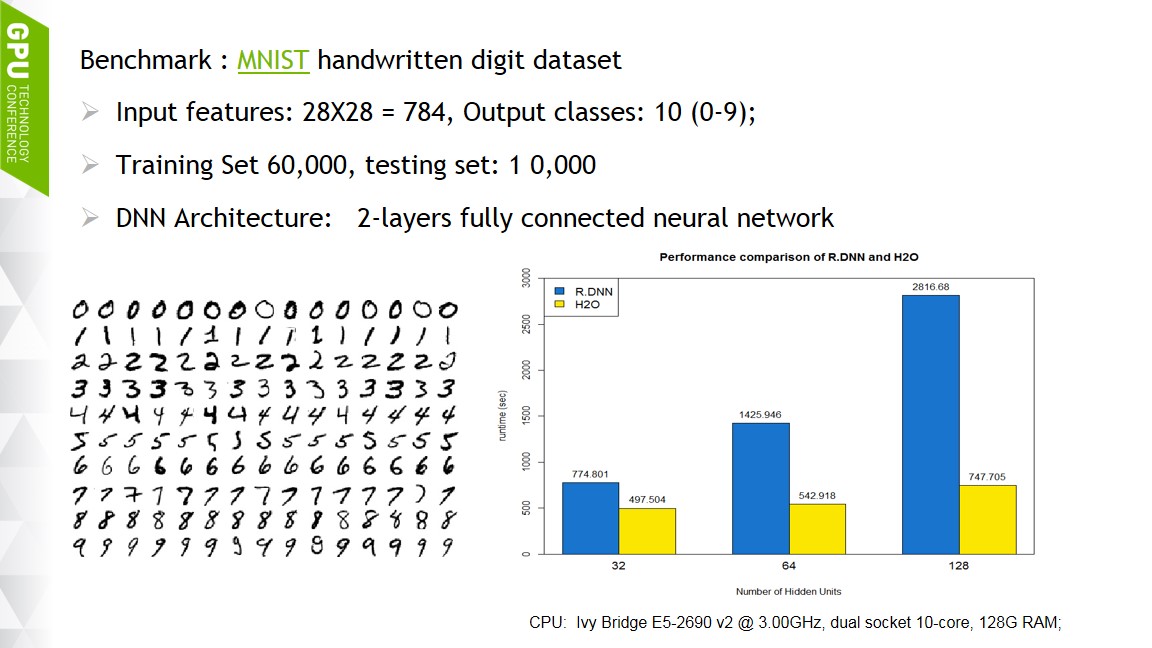 GPU TECHNOLOGY
CONFERENCE
Benchmark : MNIST handwritten digit dataset
Input features: 28X28 = 784, Output classes: 10 (0-9);
Training Set 60,000, testing set: 1 0,000
DNN Architecture: 2-layers fully connected neural network
0 0 0 0 0 0 0 0 0 0 0 0 0 0 0
1 1 1 1 1 1 1 1 1 1 1 1 1 1 1
2 2 2 2 2 2 2 2 2 2 2 2 2 2 2
3 3 3 3 3 3 3 3 3 3 3 3 3 3 3
4 4 4 4 4 4 4 4 4 4 4 4 4 4 4
5 5 5 5 5 5 5 5 5 5 5 5 5 5 5
6 6 6 6 6 6 6 6 6 6 6 6 6 6 6
7 7 7 7 7 7 7 7 7 7 7 7 7 7 7
8 8 8 8 8 8 8 8 8 8 8 8 8 8 8
9 9 9 9 9 9 9 9 9 9 9 9 9 9 9
Performance comparison of R.DNN and H2O
R.DNN
H2O
runtime (sec)
3000
2500
2000
1500
1000
500
0
774.801
497.504
1425.946
542.918
2816.68
747.705
32 64 128
Number of Hidden Units
CPU: Ivy Bridge E5-2690 v2 @ 3.00GHz, dual socket 10-core, 128G RAM;